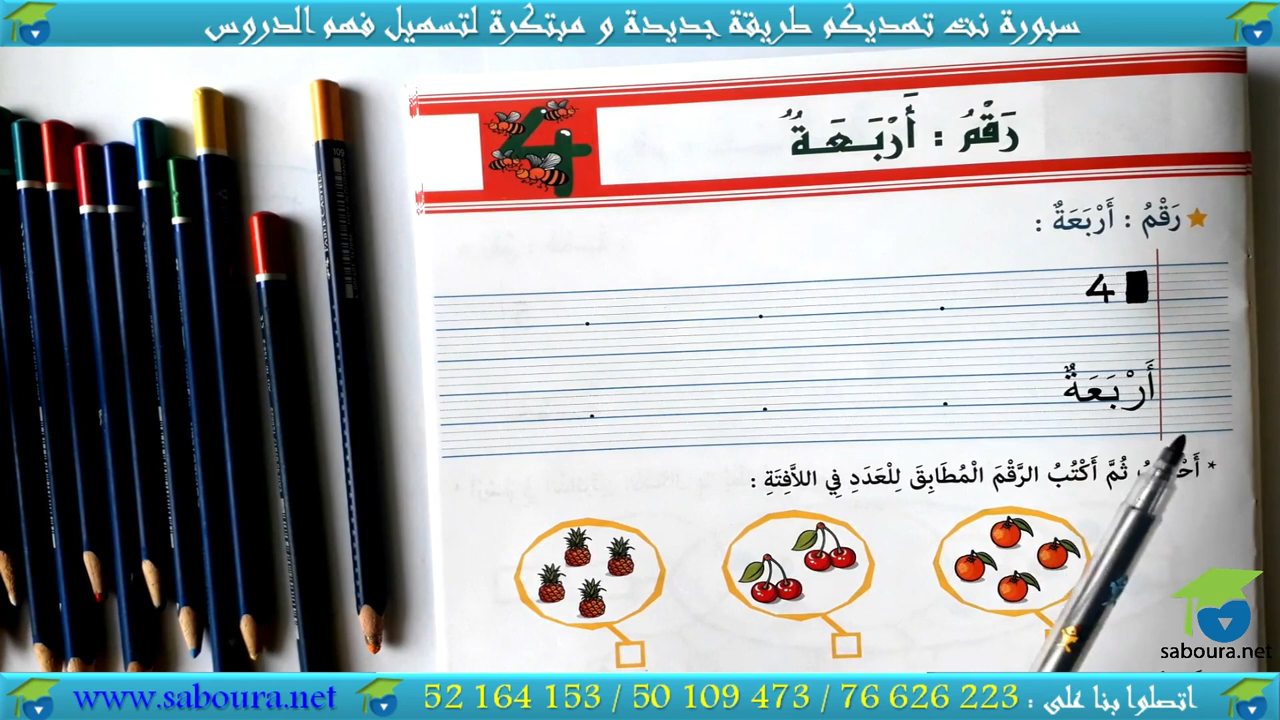 سبورة نت تهديكم طريقة جديدة و مبتكرة لتسهيل فهم الدروس
4
رَقْمُ : أَرْبَعَةُ
رَقْمُ : أَرْبَعَةٌ :
4
أَرْبَعَةٌ
* ثُمَّ أَكْتُبُ الرَّقْمَ الْمُطَابِقَ لِلْعَدَدِ فِي اللاَّفِتَةِ :
saboura.net
www.saboura.net
اتصلوا بنا على : 76 626 223 / 50 109 473 / 52 164 153